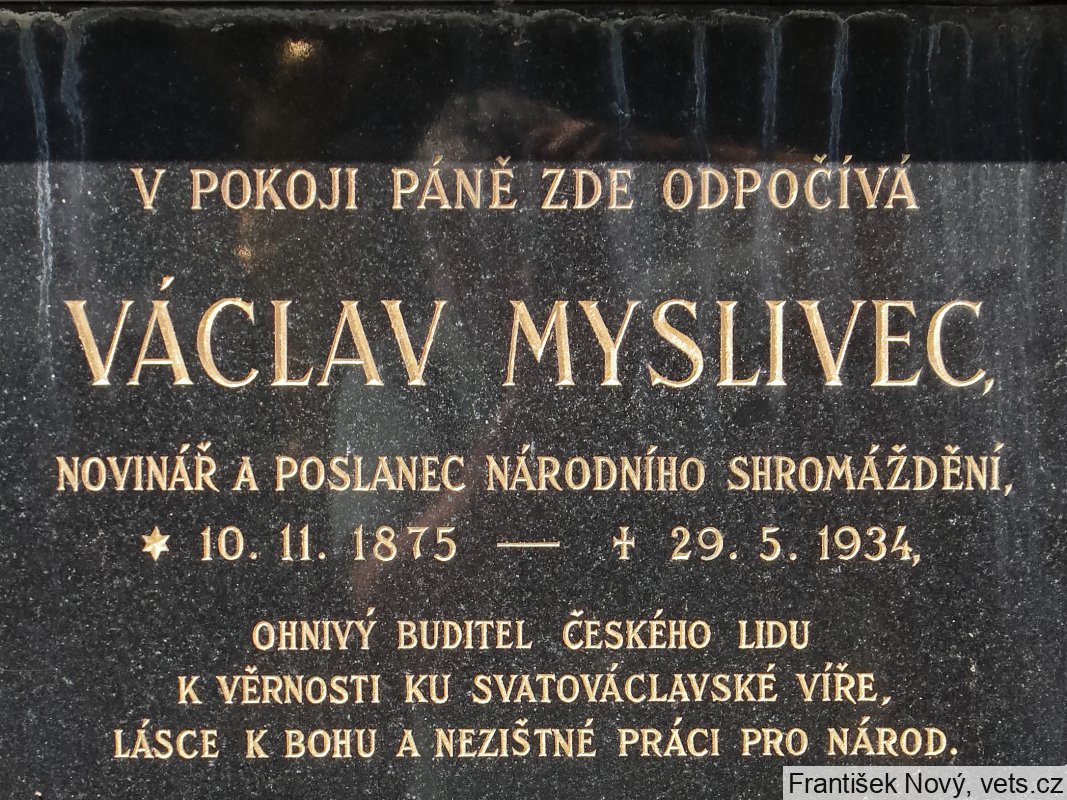 V POKOJI PÁNĚ ZDE ODPOČÍVÁ
VÁCLAV MYSLIVEC,
NOVINÁŘ A POSLANEC NÁRODNÍHO SHROMÁŽDĚNÍ,
✶ 10. 11. 1875 — ✝ 29. 5. 1934,
OHNIVÝ BUDITEL ČESKÉHO LIDU
K VĚRNOSTI KU SVATOVÁCLAVSKÉ VÍŘE,
LÁSCE K BOHU A NEZIŠTNÉ PRÁCI PRO NÁROD.
František Nový, vets.cz